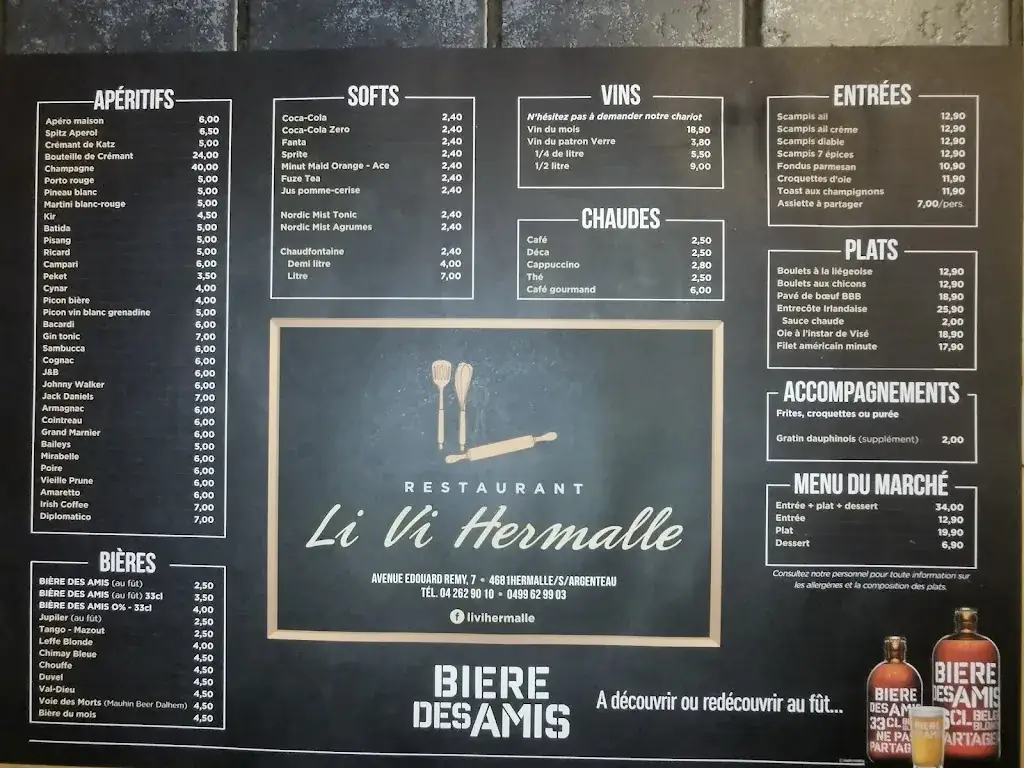 APÉRITIFS
Apéro maison 6,00
Spitz Aperol 6,50
Crémant de Katz 5,00
Bouteille de Crémant 24,00
Champagne 40,00
Porto rouge 5,00
Pineau blanc 5,00
Martini blanc-rouge 5,00
Kir 4,50
Batida 5,00
Pisang 5,00
Ricard 5,00
Campari 6,00
Peket 3,50
Cynar 4,00
Picon bière 4,00
Picon vin blanc grenadine 5,00
Bacardi 6,00
Gin tonic 7,00
Sambucca 6,00
Cognac 6,00
J&B 6,00
Johnny Walker 6,00
Jack Daniels 7,00
Armagnac 6,00
Cointreau 6,00
Grand Marnier 6,00
Baileys 5,00
Mirabelle 6,00
Poire 6,00
Vieille Prune 6,00
Amaretto 6,00
Irish Coffee 7,00
Diplomatico 7,00
BIÈRES
BIÈRE DES AMIS (au fût) 2,50
BIÈRE DES AMIS (au fût) 33cl 3,50
BIÈRE DES AMIS 0% - 33cl 4,00
Jupiler (au fût) 2,50
Tango - Mazout 2,50
Leffe Blonde 4,00
Chimay Bleue 4,50
Chouffe 4,50
Duvel 4,50
Val-Dieu 4,50
Voie des Morts (Mauhin Beer Dalhem) 4,50
Bière du mois 4,50
SOFTS
Coca-Cola 2,40
Coca-Cola Zero 2,40
Fanta 2,40
Sprite 2,40
Minut Maid Orange - Ace 2,40
Fuze Tea 2,40
Jus pomme-cerise 2,40
Nordic Mist Tonic 2,40
Nordic Mist Agrumes 2,40
Chaudfontaine 2,40
Demi litre 4,00
Litre 7,00
VINS
N'hésitez pas à demander notre chariot
Vin du mois 18,90
Vin du patron Verre 3,80
1/4 de litre 5,50
1/2 litre 9,00
CHAUDES
Café 2,50
Déca 2,50
Cappuccino 2,80
Thé 2,50
Café gourmand 6,00
RESTAURANT
Li Vi Hermalle
AVENUE EDOUARD REMY, 7 • 4681HERMALLE/S/ARGENTEAU
TÉL. 04 262 90 10 • 0499 62 99 03
f livihermalle
BIERE
DES AMIS
A découvrir ou redécouvrir au fût...
ENTRÉES
Scampis ail 12,90
Scampis ail crème 12,90
Scampis diable 12,90
Scampis 7 épices 12,90
Fondus parmesan 10,90
Croquettes d'oie 11,90
Toast aux champignons 11,90
Assiette à partager 7,00/pers.
PLATS
Boulets à la liégeoise 12,90
Boulets aux chicons 12,90
Pavé de bœuf BBB 18,90
Entrecôte Irlandaise 25,90
Sauce chaude 2,00
Oie à l'instar de Visé 18,90
Filet américain minute 17,90
ACCOMPAGNEMENTS
Frites, croquettes ou purée
Gratin dauphinois (supplément) 2,00
MENU DU MARCHÉ
Entrée + plat + dessert 34,00
Entrée 12,90
Plat 19,90
Dessert 6,90
Consultez notre personnel pour toute information sur
les allergènes et la composition des plats.
BIERE
DES AMIS
33CL
NE PAS
PARTAG
BIERE
DES AMIS
CL BELG
BLON
ARTAGE